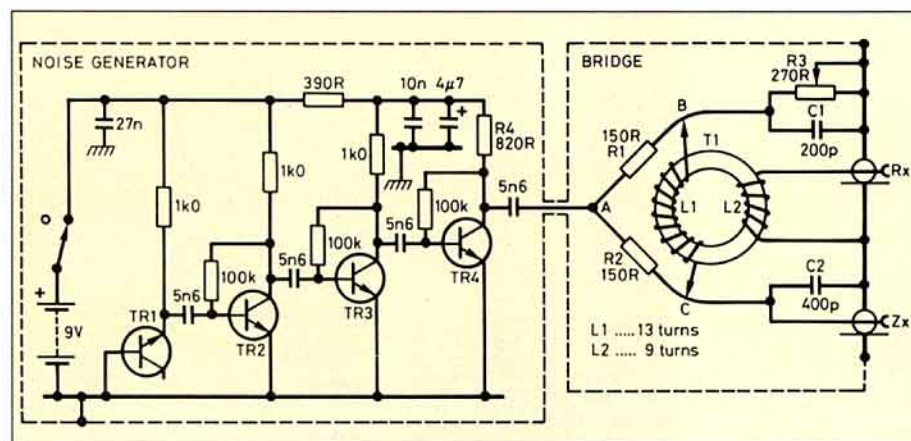 NOISE GENERATOR
BRIDGE
390R
10n 4µ7
+
R4
820R
27n
1k0
1k0
1k0
100k
100k
100k
5n6
5n6
5n6
5n6
TR1
TR2
TR3
TR4
+
9V
A
B
C
150R
R1
R2
150R
T1
L1
L2
R3
270R
C1
200p
Rx
C2
400p
Zx
L1 ..... 13 turns
L2 ..... 9 turns